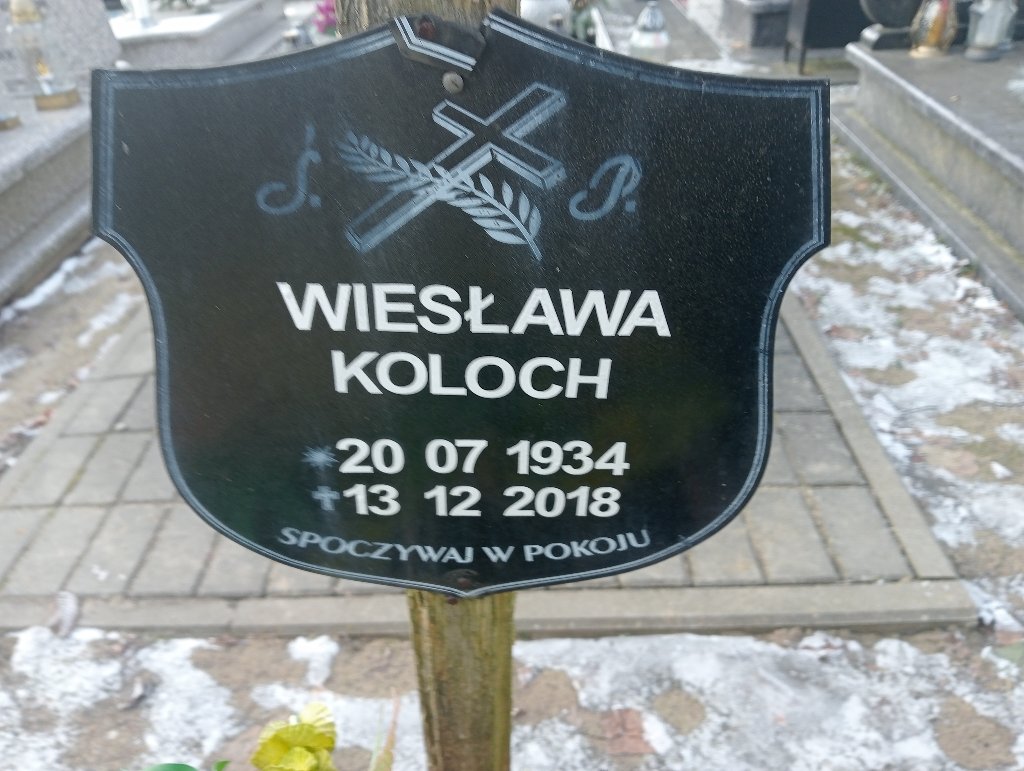 Ś. P.
WIESŁAWA
KOLOCH
*20 07 1934
✝13 12 2018
SPOCZYWAJ W POKOJU